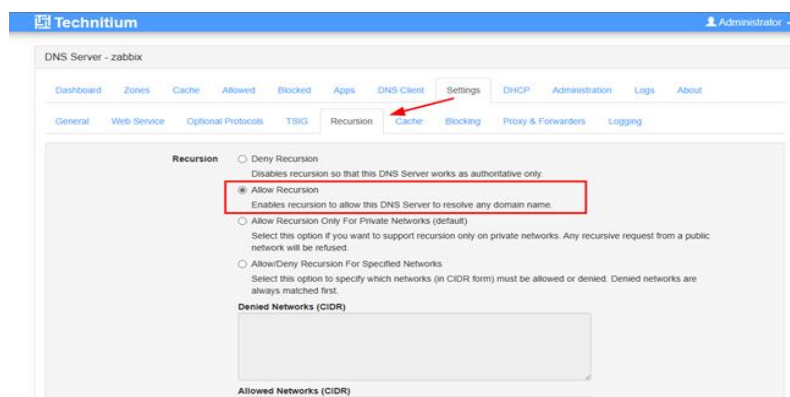 Technitium
Administrator
DNS Server - zabbix
Dashboard Zones Cache Allowed Blocked Apps DNS Client Settings DHCP Administration Logs About
General Web Service Optional Protocols TSIG Recursion Cache Blocking Proxy & Forwarders Logging
Recursion
Deny Recursion
Disables recursion so that this DNS Server works as authoritative only.
Allow Recursion
Enables recursion to allow this DNS Server to resolve any domain name.
Allow Recursion Only For Private Networks (default)
Select this option if you want to support recursion only on private networks. Any recursive request from a public
network will be refused.
Allow/Deny Recursion For Specified Networks
Select this option to specify which networks (in CIDR form) must be allowed or denied. Denied networks are
always matched first.
Denied Networks (CIDR)
Allowed Networks (CIDR)